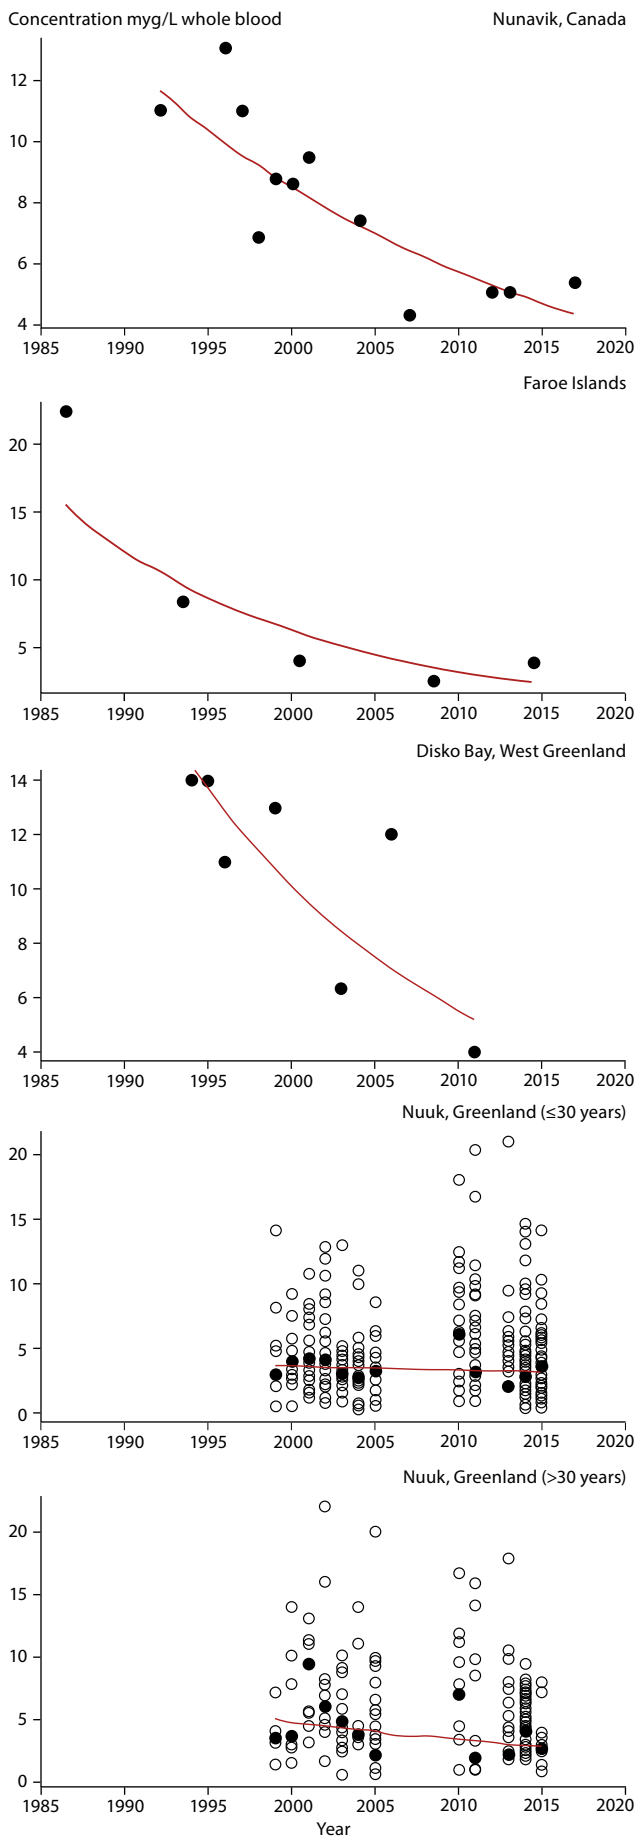 Concentration myg/L whole blood Nunavik, Canada
12
10
8
6
4
1985 1990 1995 2000 2005 2010 2015 2020
Faroe Islands
20
15
10
5
1985 1990 1995 2000 2005 2010 2015 2020
Disko Bay, West Greenland
14
12
10
8
6
4
1985 1990 1995 2000 2005 2010 2015 2020
Nuuk, Greenland (≤30 years)
20
15
10
5
0
1985 1990 1995 2000 2005 2010 2015 2020
Nuuk, Greenland (>30 years)
20
15
10
5
0
1985 1990 1995 2000 2005 2010 2015 2020
Year